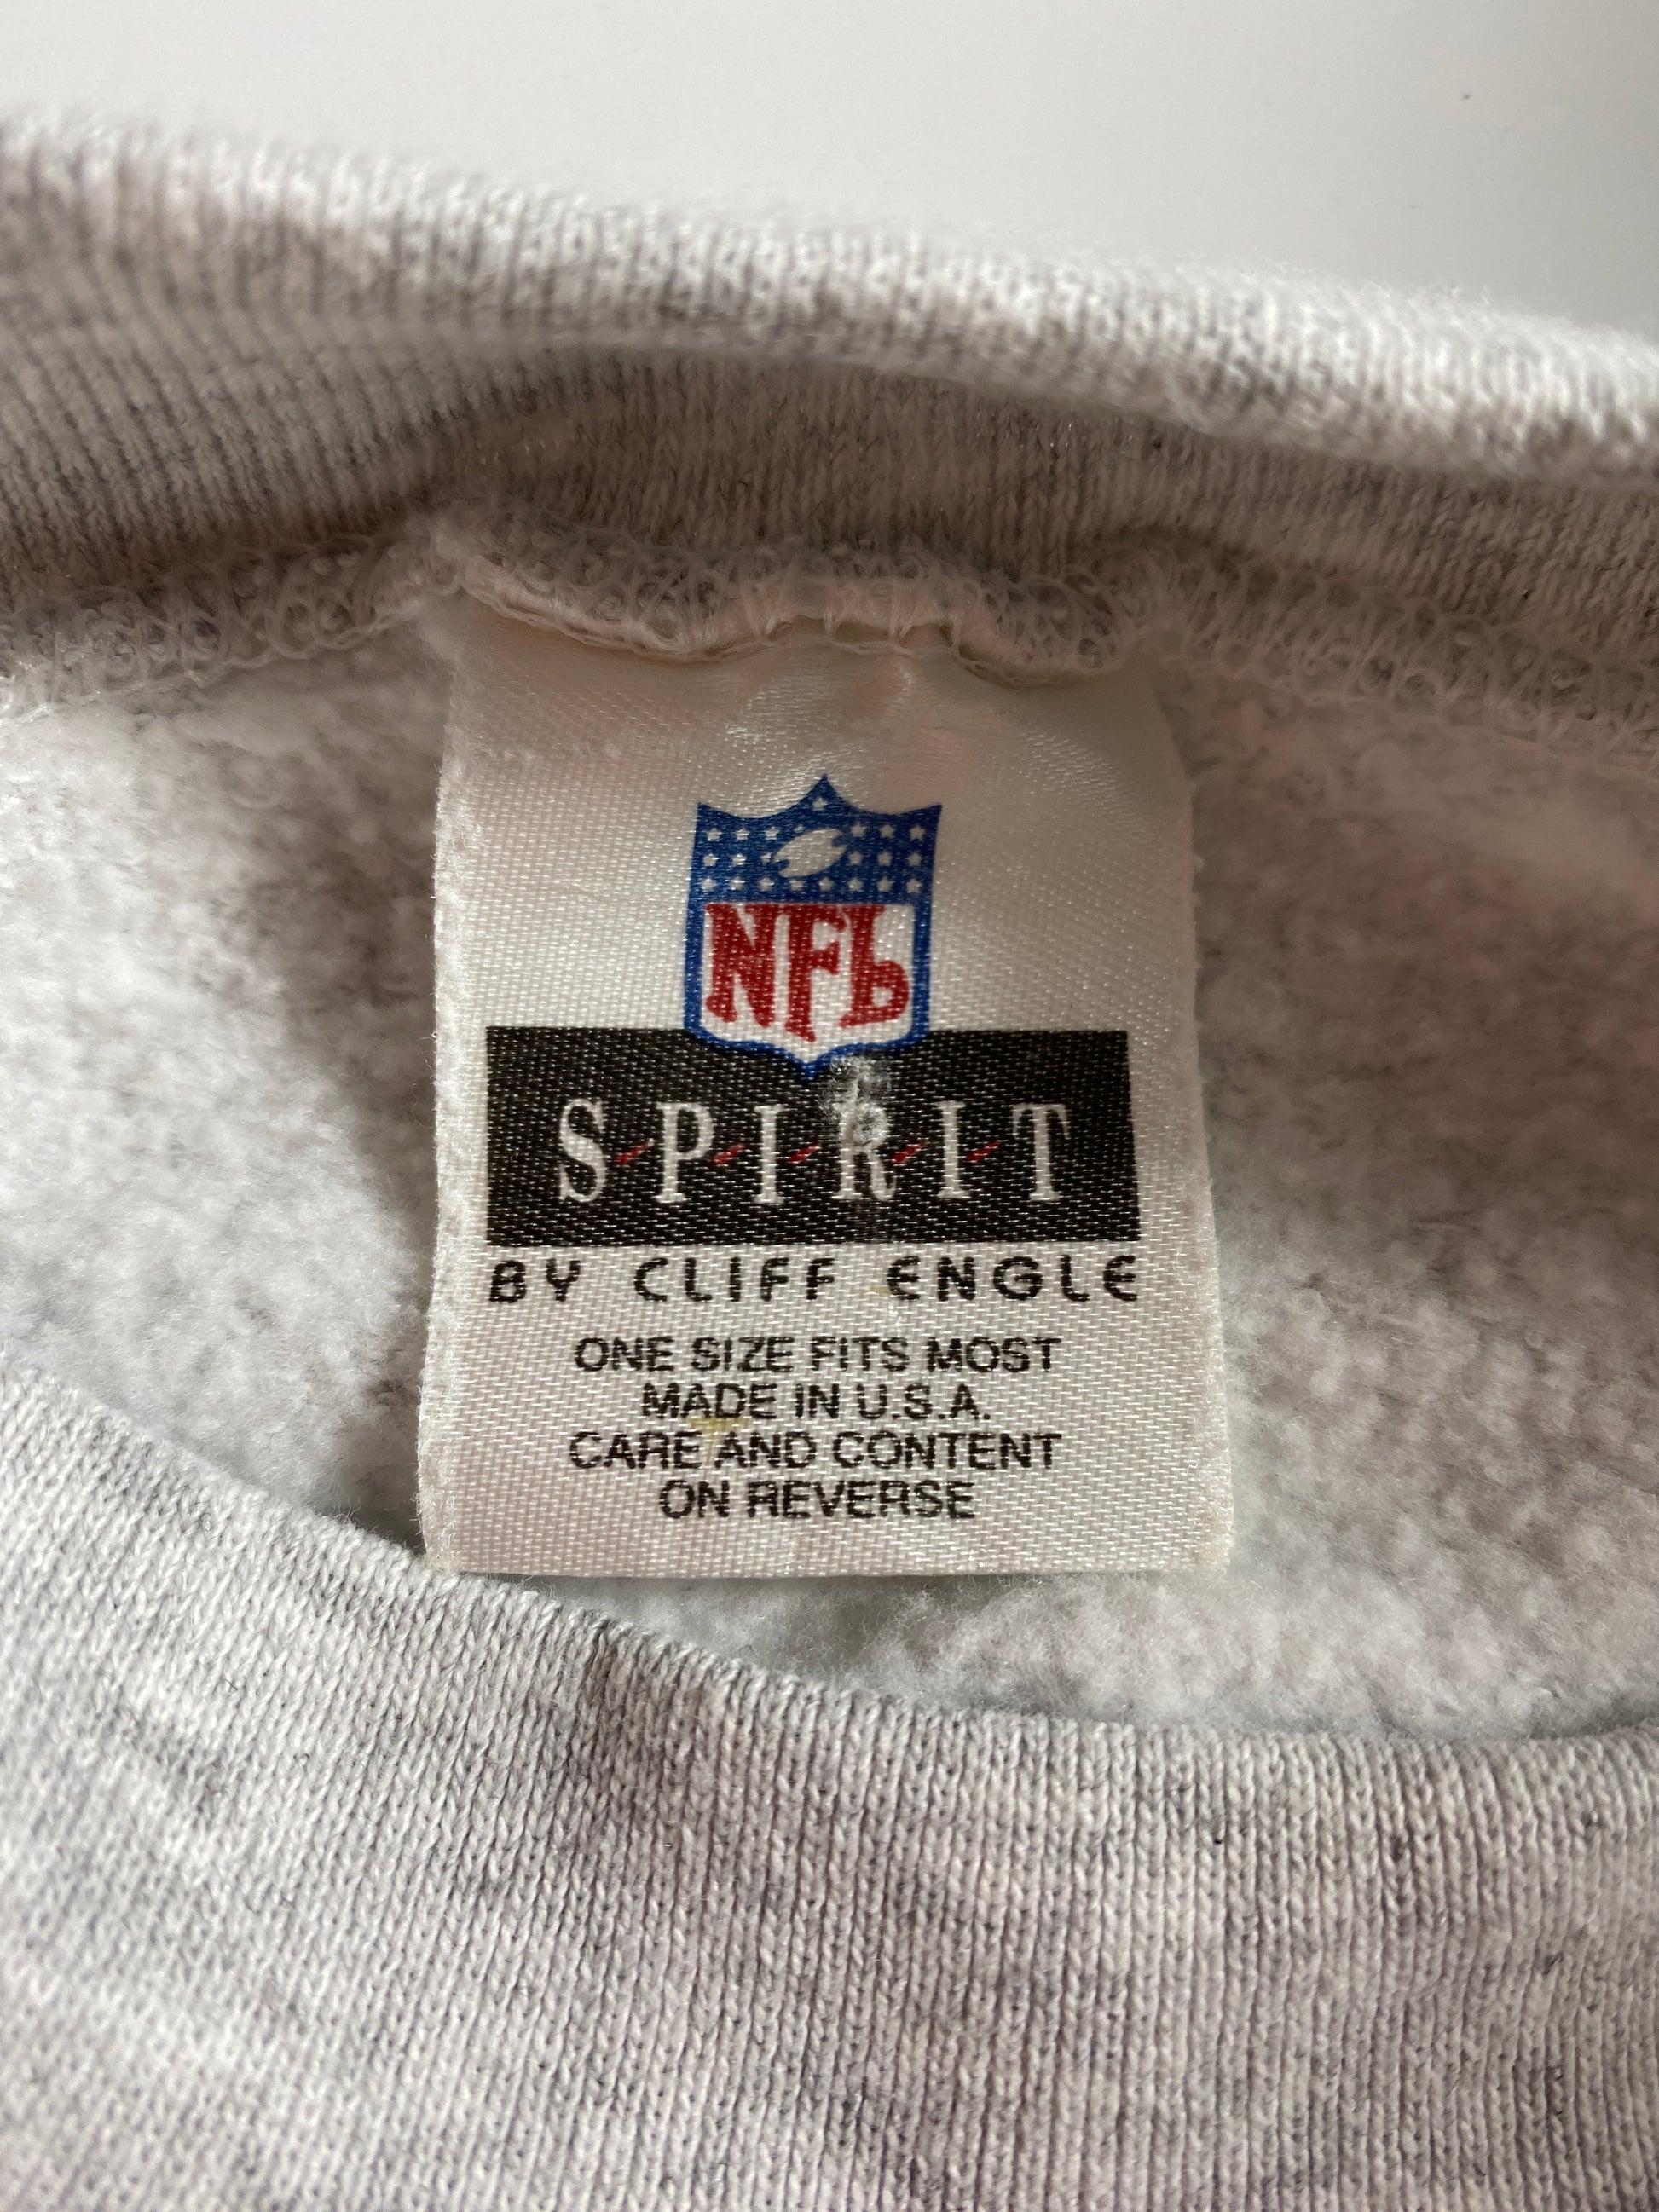 NFL
SPIRIT
BY CLIFF ENGLE
ONE SIZE FITS MOST
MADE IN U.S.A.
CARE AND CONTENT
ON REVERSE